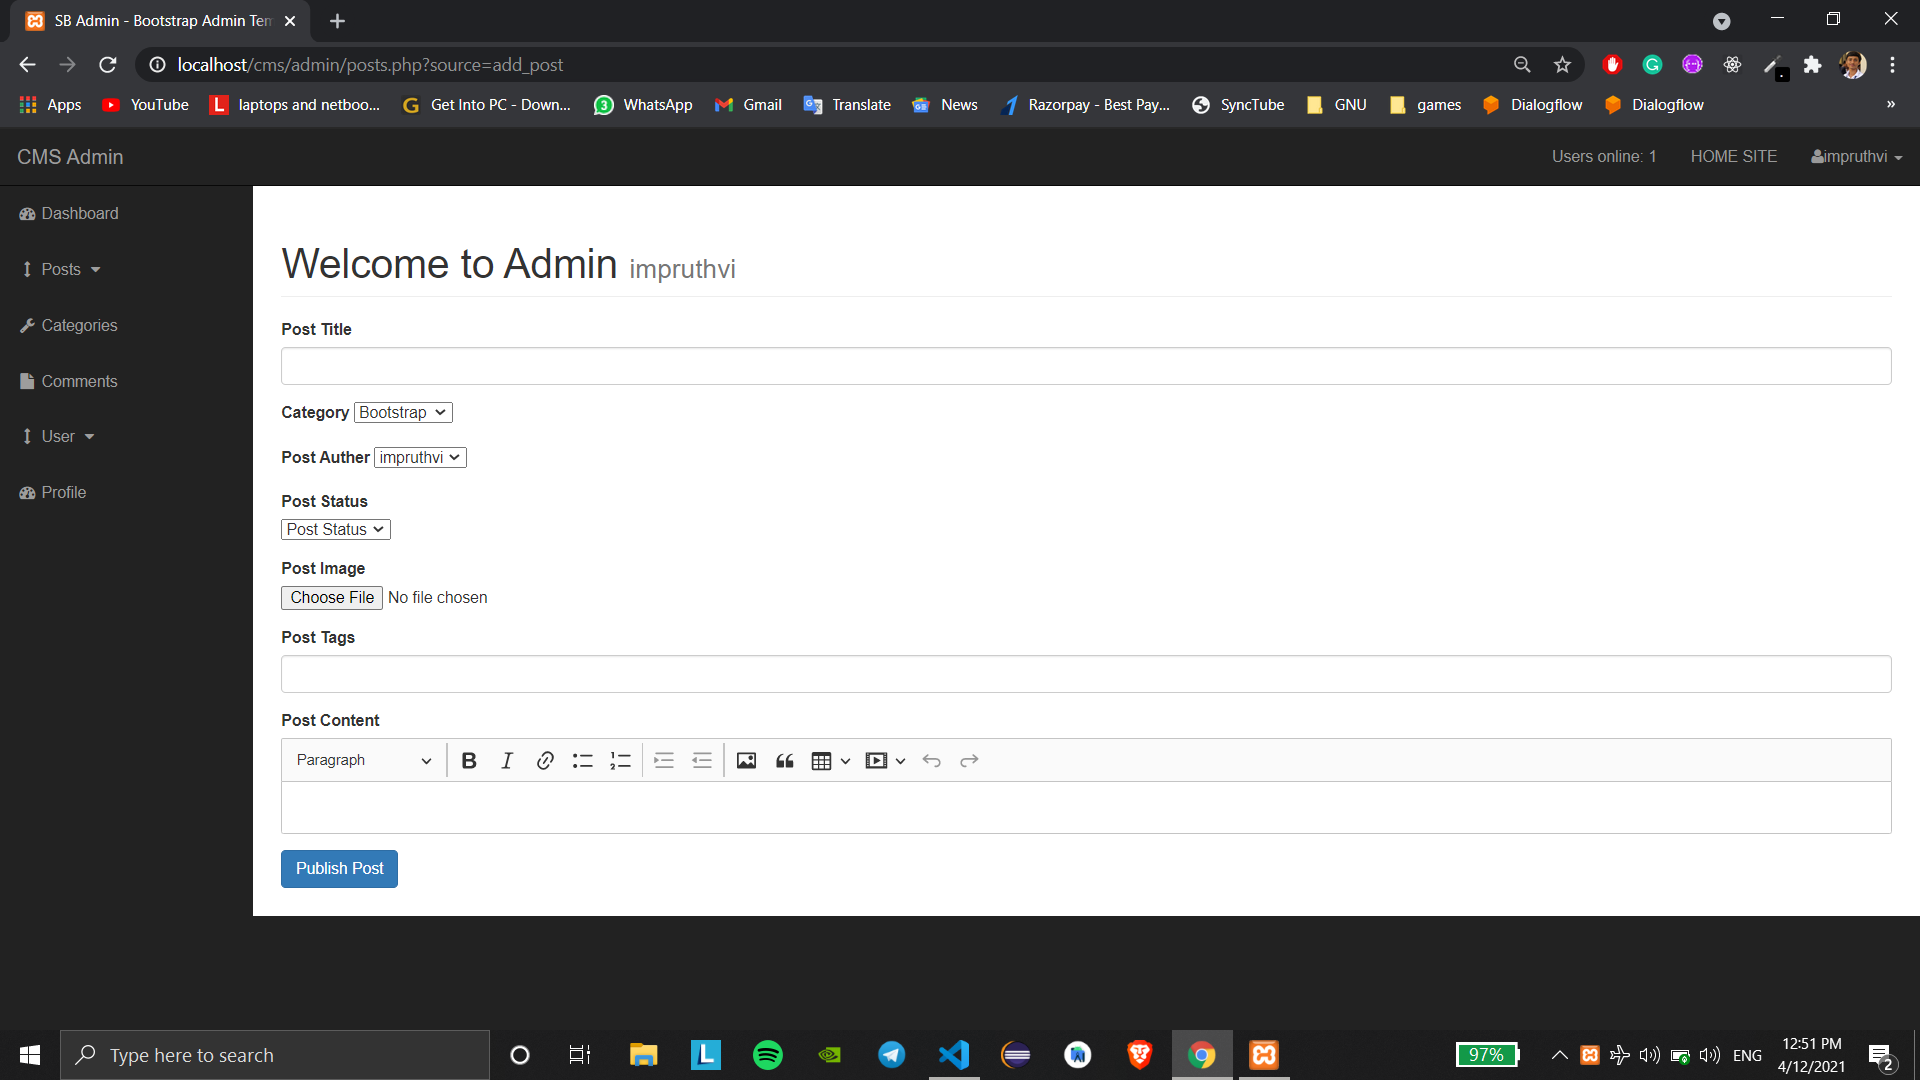 SB Admin - Bootstrap Admin Tem
localhost/cms/admin/posts.php?source=add_post
Apps YouTube laptops and netboo... Get Into PC - Down... WhatsApp Gmail Translate News Razorpay - Best Pay... SyncTube GNU games Dialogflow Dialogflow »
CMS Admin Users online: 1 HOME SITE impruthvi
Dashboard
Posts
Categories
Comments
User
Profile
Welcome to Admin impruthvi
Post Title
Category Bootstrap
Post Auther impruthvi
Post Status
Post Status
Post Image
Choose File No file chosen
Post Tags
Post Content
Paragraph B I
Publish Post
Type here to search
97%
ENG
12:51 PM
4/12/2021
2